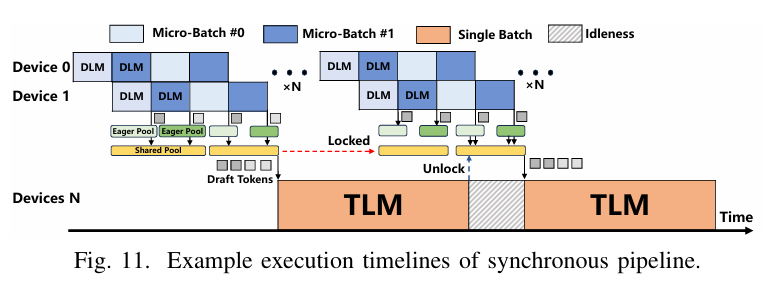 Micro-Batch #0 Micro-Batch #1 Single Batch Idleness
Device 0 DLM DLM
×N ×N
Device 1 DLM DLM DLM DLM
DLM DLM
Eager Pool Eager Pool
Shared Pool Locked
Draft Tokens Unlock
Devices N TLM TLM
Time
Fig. 11. Example execution timelines of synchronous pipeline.